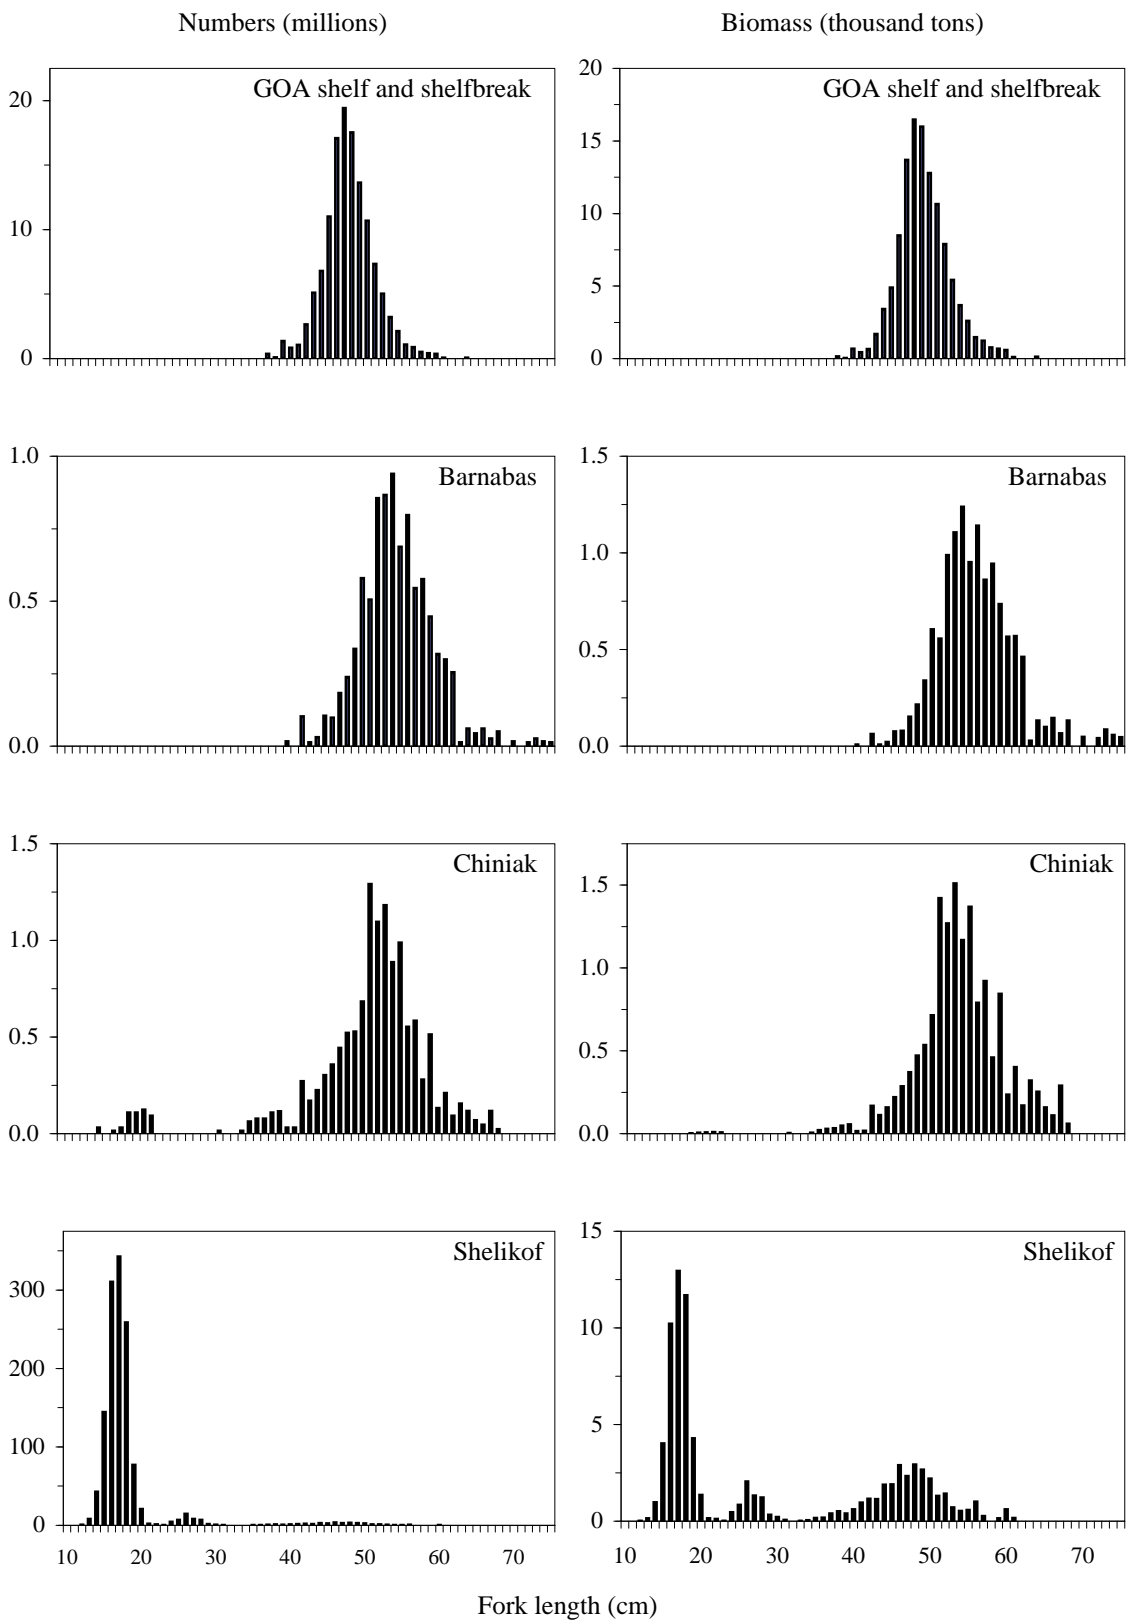 Numbers (millions)
Biomass (thousand tons)
GOA shelf and shelfbreak
20
10
0
GOA shelf and shelfbreak
20
15
10
5
0
Barnabas
1.0
0.5
0.0
Barnabas
1.5
1.0
0.5
0.0
Chiniak
1.5
1.0
0.5
0.0
Chiniak
1.5
1.0
0.5
0.0
Shelikof
300
200
100
0
10 20 30 40 50 60 70
Shelikof
15
10
5
0
10 20 30 40 50 60 70
Fork length (cm)